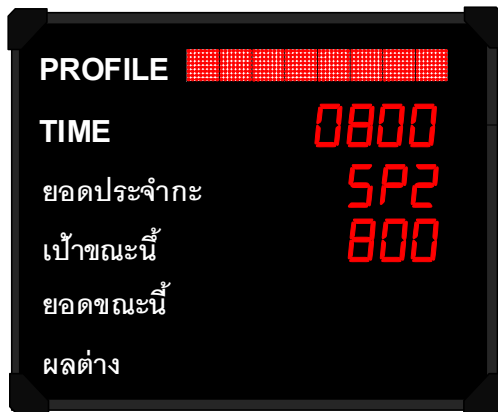 PROFILE
TIME 0800
ยอดประจำกะ SP2
เป้าขณะนี้ 800
ยอดขณะนี้
ผลต่าง